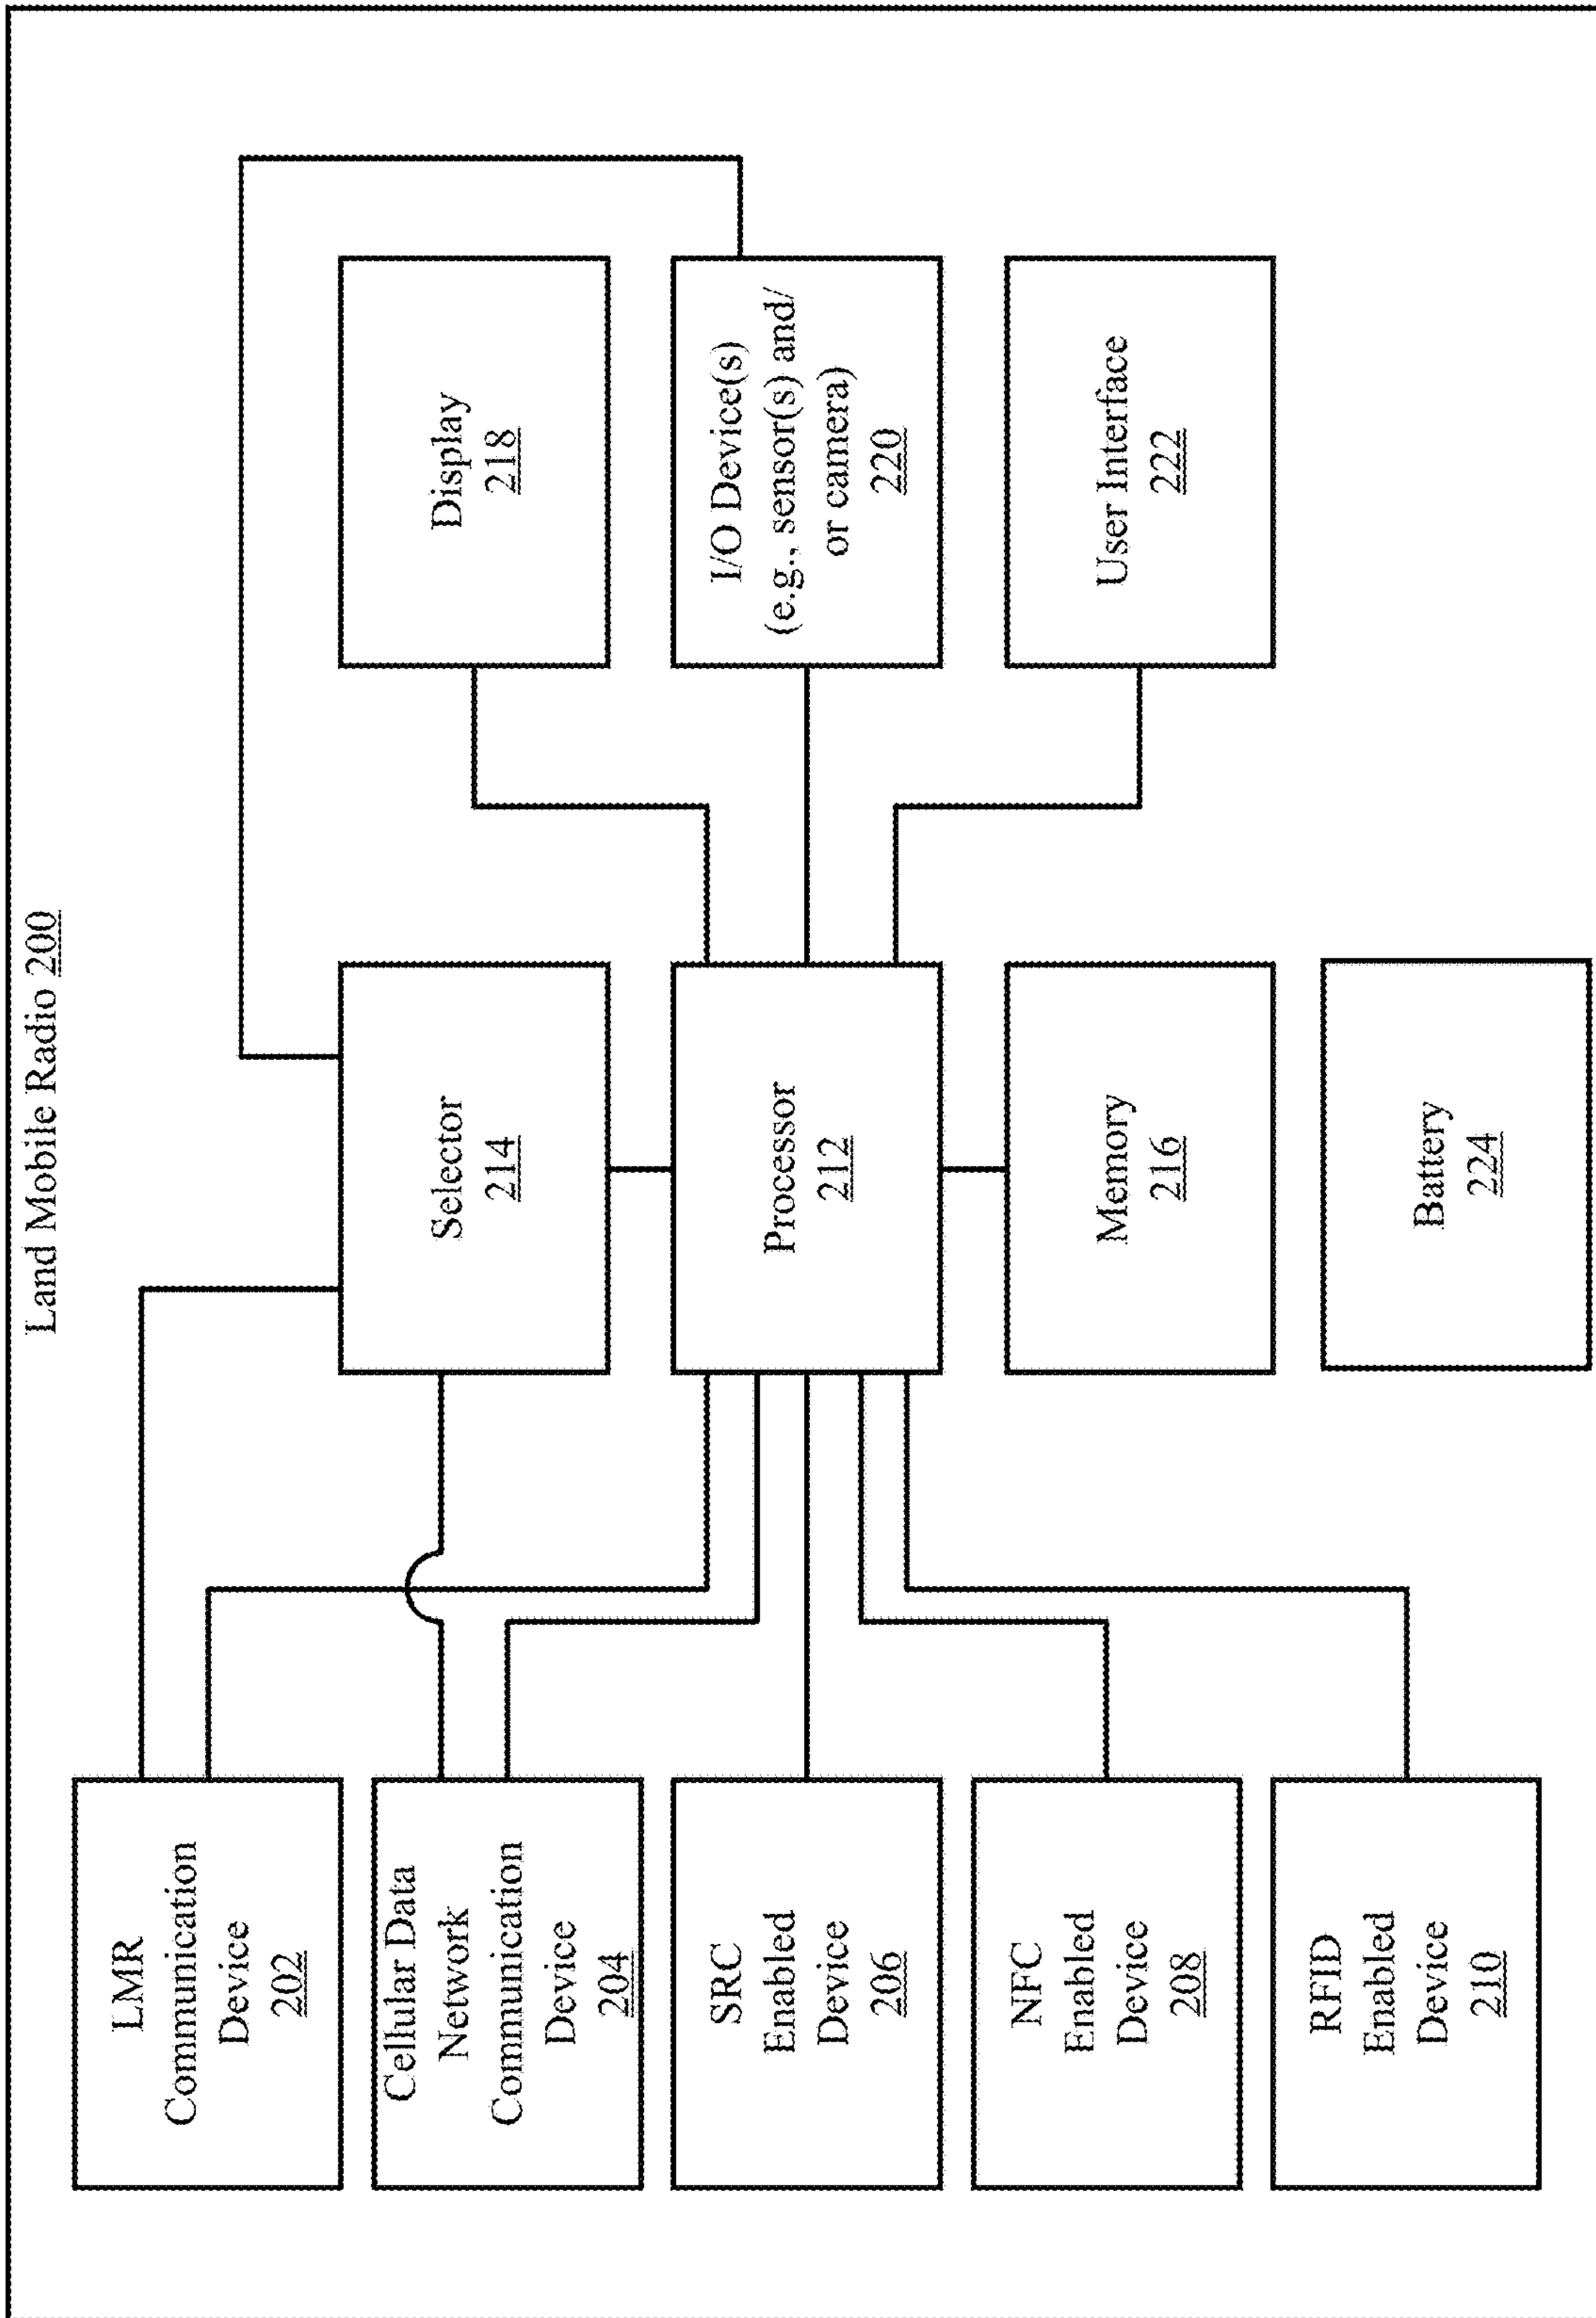 Land Mobile Radio 200
LMR
Communication
Device
202
Cellular Data
Network
Communication
Device
204
SRC
Enabled
Device
206
NFC
Enabled
Device
208
RFID
Enabled
Device
210
Selector
214
Processor
212
Memory
216
Battery
224
Display
218
I/O Device(s)
(e.g., sensor(s) and/
or camera)
220
User Interface
222